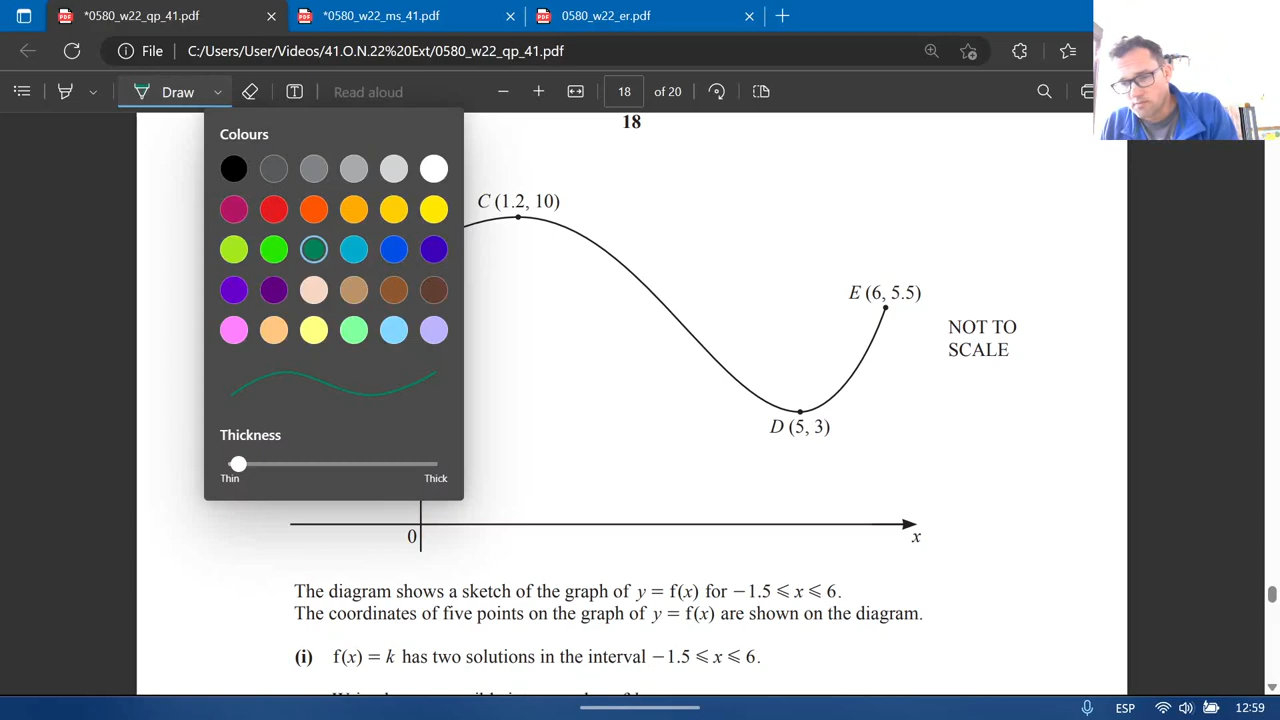 *0580_w22_qp_41.pdf
*0580_w22_ms_41.pdf
0580_w22_er.pdf
File C:/Users/User/Videos/41.O.N.22%20Ext/0580_w22_qp_41.pdf
Draw
Read aloud
18 of 20
Colours
Thickness
Thin Thick
18
C (1.2, 10)
E (6, 5.5)
NOT TO
SCALE
D (5, 3)
0
x
The diagram shows a sketch of the graph of y = f(x) for −1.5 ⩽ x ⩽ 6.
The coordinates of five points on the graph of y = f(x) are shown on the diagram.
(i) f(x) = k has two solutions in the interval −1.5 ⩽ x ⩽ 6.
ESP 12:59